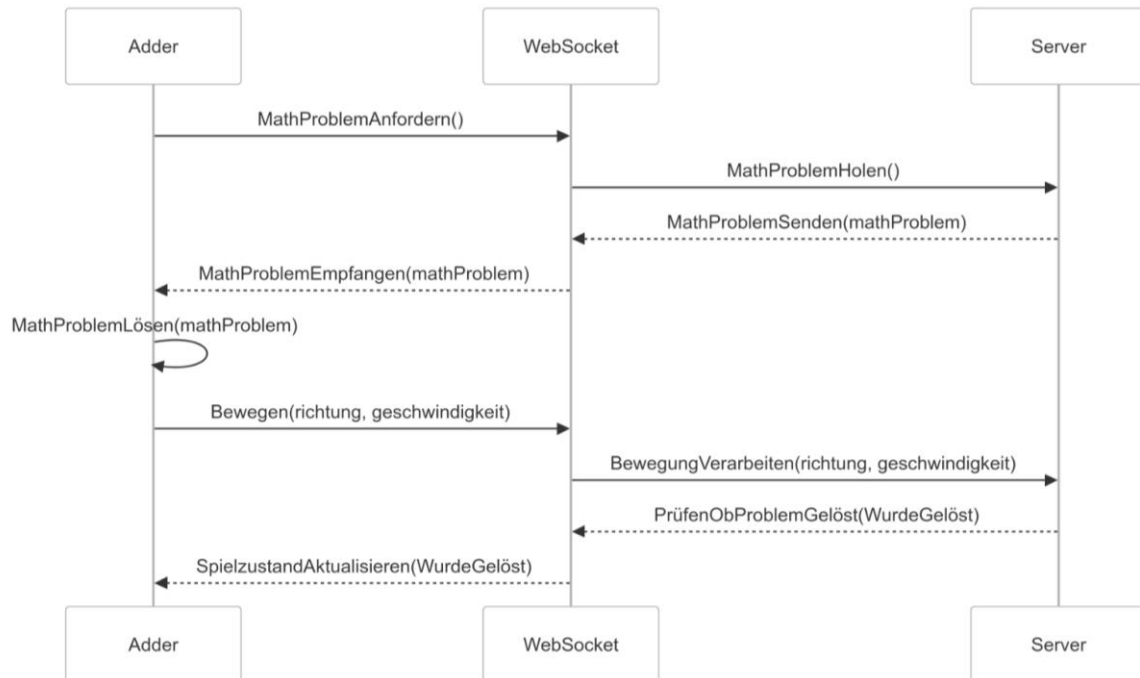 Adder
WebSocket
Server
MathProblemAnfordern()
MathProblemHolen()
MathProblemSenden(mathProblem)
MathProblemEmpfangen(mathProblem)
MathProblemLösen(mathProblem)
Bewegen(richtung, geschwindigkeit)
BewegungVerarbeiten(richtung, geschwindigkeit)
PrüfenObProblemGelöst(WurdeGelöst)
SpielzustandAktualisieren(WurdeGelöst)
Adder
WebSocket
Server